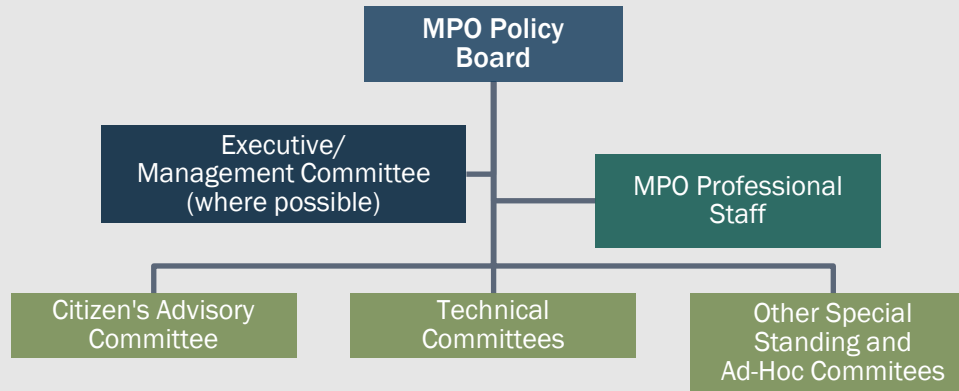 MPO Policy
Board
Executive/
Management Committee
(where possible)
MPO Professional
Staff
Citizen's Advisory
Committee
Technical
Committees
Other Special
Standing and
Ad-Hoc Commitees